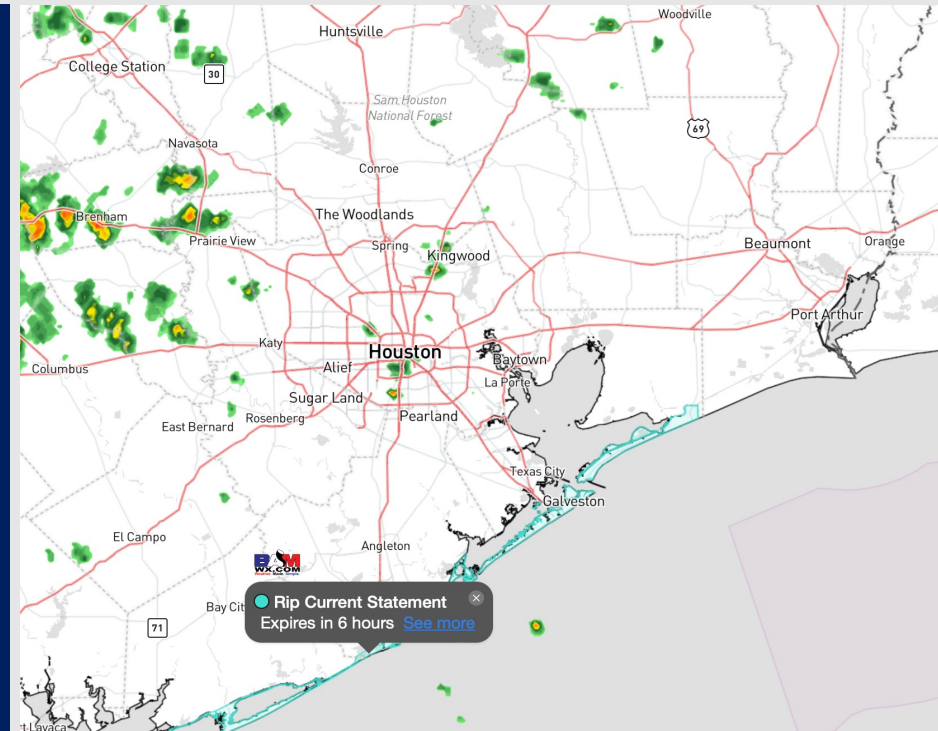 Woodville
Huntsville
College Station
30
Sam Houston
National Forest
69
Navasota
Conroe
Brenham
The Woodlands
Prairie View
Spring
Kingwood
Beaumont
Orange
Port Arthur
Katy
Houston
Baytown
Columbus
Alief
La Porte
Sugar Land
Rosenberg
Pearland
East Bernard
Texas City
Galveston
El Campo
Angleton
BAM
WX.COM
Bay Cit
Rip Current Statement
Expires in 6 hours See more
71
t Lavaca